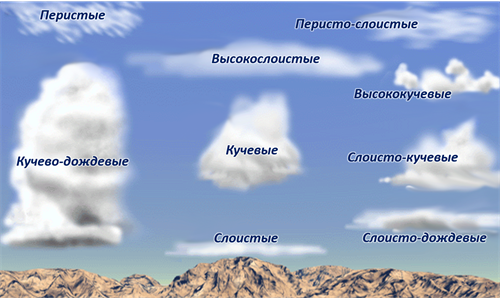 Перистые
Перисто-слоистые
Высокослоистые
Высококучевые
Кучево-дождевые
Кучевые
Слоисто-кучевые
Слоистые
Слоисто-дождевые